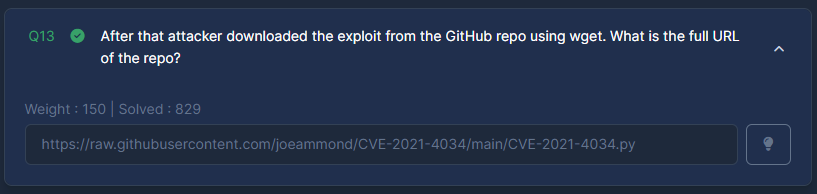 Q13 After that attacker downloaded the exploit from the GitHub repo using wget. What is the full URL
of the repo?
Weight : 150 | Solved : 829
https://raw.githubusercontent.com/joeammond/CVE-2021-4034/main/CVE-2021-4034.py